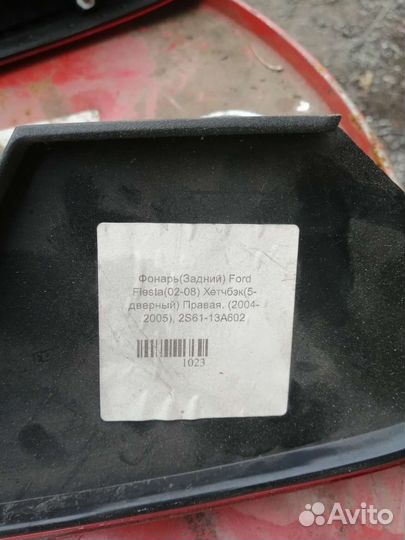 Фонарь(Задний) Ford
Fiesta(02-08) Хетчбэк(5-
дверный) Правая. (2004-
2005), 2S61-13A602
1023
Avito